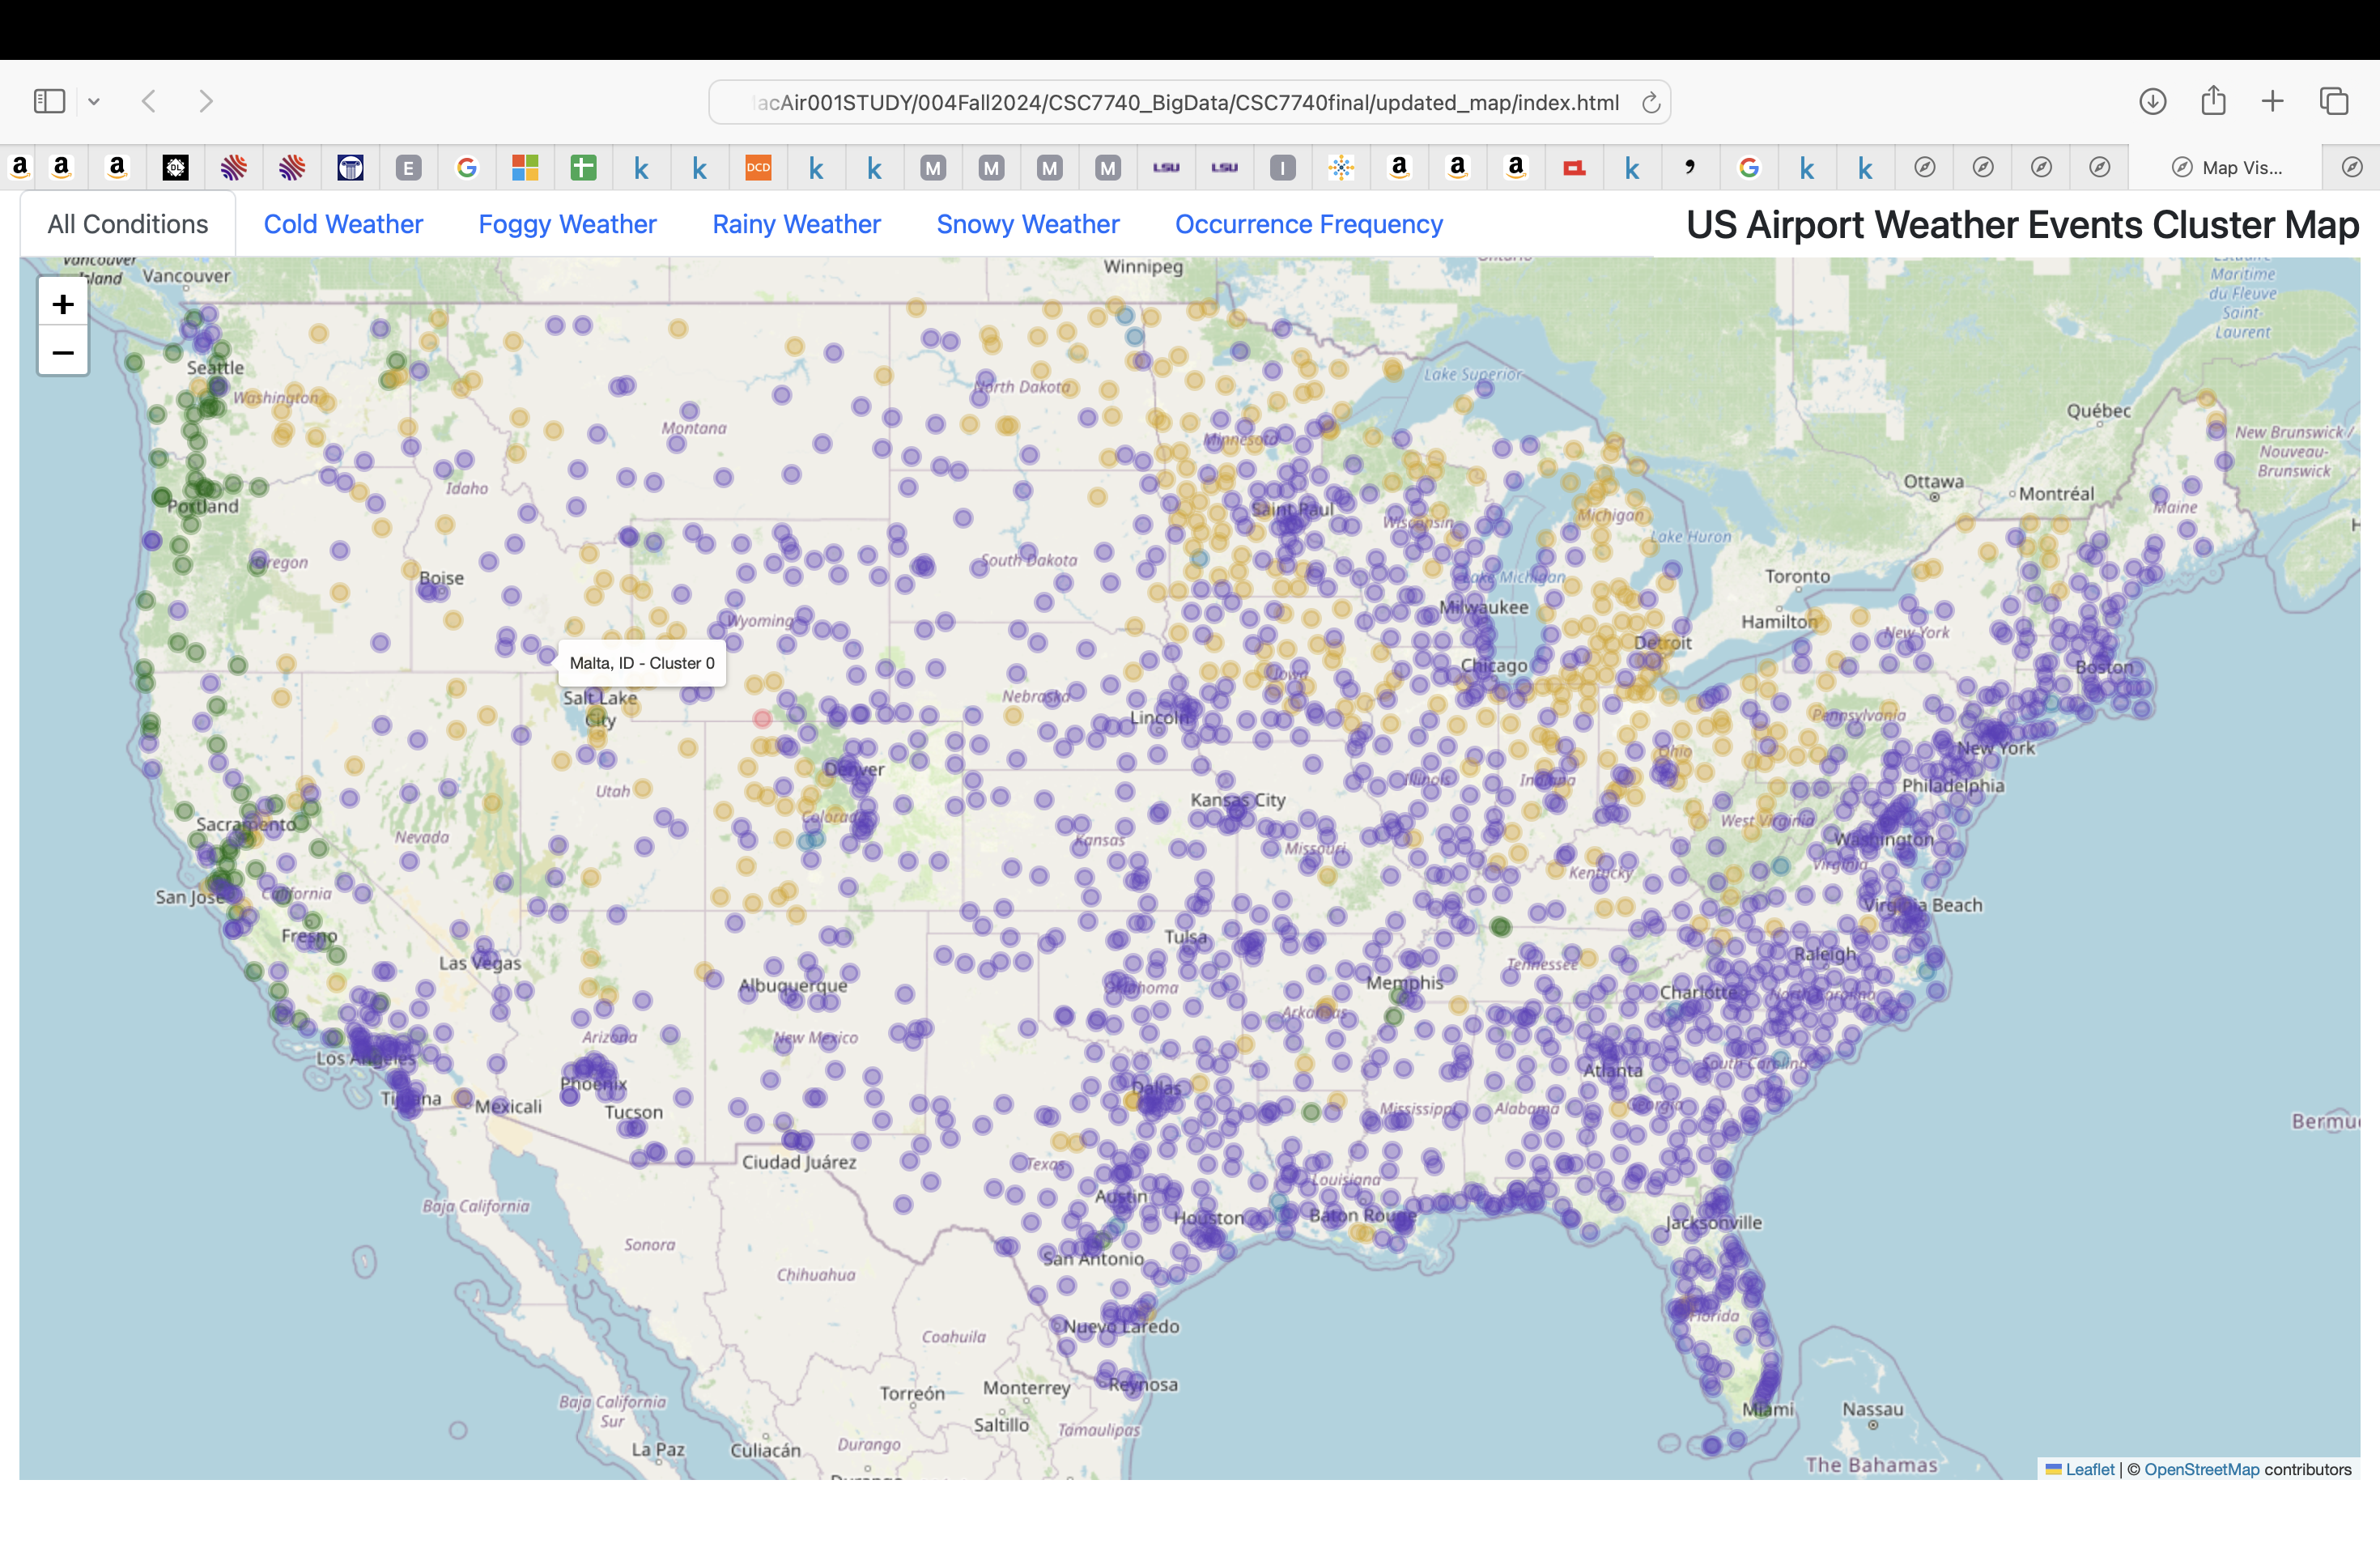 acAir001STUDY/004Fall2024/CSC7740_BigData/CSC7740final/updated_map/index.html
a a a E G k k DCD k k M M M M LSU LSU I a a a k G k k Map Vis...
All Conditions Cold Weather Foggy Weather Rainy Weather Snowy Weather Occurrence Frequency US Airport Weather Events Cluster Map
+
−
Vancouver
Island
Vancouver
Winnipeg
Ontario
Estuaire
Maritime
du Fleuve
Saint-
Laurent
Seattle
Washington
North Dakota
Lake Superior
Québec
Montana
Minnesota
New Brunswick /
Nouveau-
Brunswick
Idaho
Ottawa
Montréal
Portland
Saint Paul
Wisconsin
Michigan
Maine
Lake Huron
Oregon
South Dakota
Boise
Lake Michigan
Toronto
Milwaukee
Hamilton
Wyoming
Detroit
New York
Malta, ID - Cluster 0
Chicago
Boston
Salt Lake
City
Nebraska
Iowa
Lincoln
Pennsylvania
New York
Ohio
Denver
Utah
Illinois
Indiana
Philadelphia
Kansas City
Sacramento
Colorado
West Virginia
Nevada
Kansas
Missouri
Washington
Virginia
Kentucky
San Jose
California
Virginia Beach
Fresno
Las Vegas
Tulsa
Raleigh
Tennessee
Albuquerque
Oklahoma
Memphis
Charlotte
North Carolina
Arkansas
Arizona
New Mexico
Los Angeles
South Carolina
Atlanta
Phoenix
Dallas
Tijuana
Mexicali
Tucson
Mississippi
Alabama
Georgia
Bermu
Ciudad Juárez
Texas
Louisiana
Baja California
Austin
Houston
Baton Rouge
Jacksonville
Sonora
San Antonio
Chihuahua
Florida
Coahuila
Nuevo Laredo
Reynosa
Torreón
Monterrey
Baja California
Sur
Saltillo
Tamaulipas
Miami
Nassau
La Paz
Culiacán
Durango
Durango
The Bahamas
Leaflet | © OpenStreetMap contributors